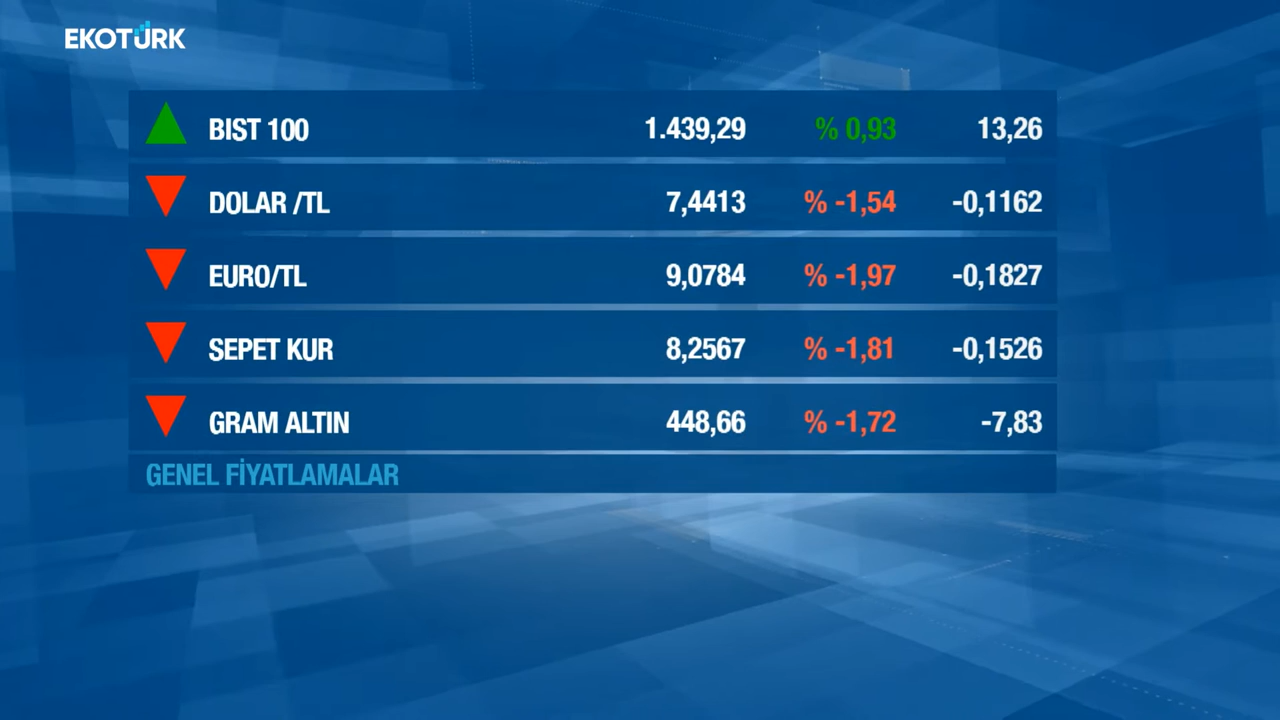 EKOTÜRK
BIST 100 1.439,29 % 0,93 13,26
DOLAR /TL 7,4413 % -1,54 -0,1162
EURO/TL 9,0784 % -1,97 -0,1827
SEPET KUR 8,2567 % -1,81 -0,1526
GRAM ALTIN 448,66 % -1,72 -7,83
GENEL FİYATLAMALAR